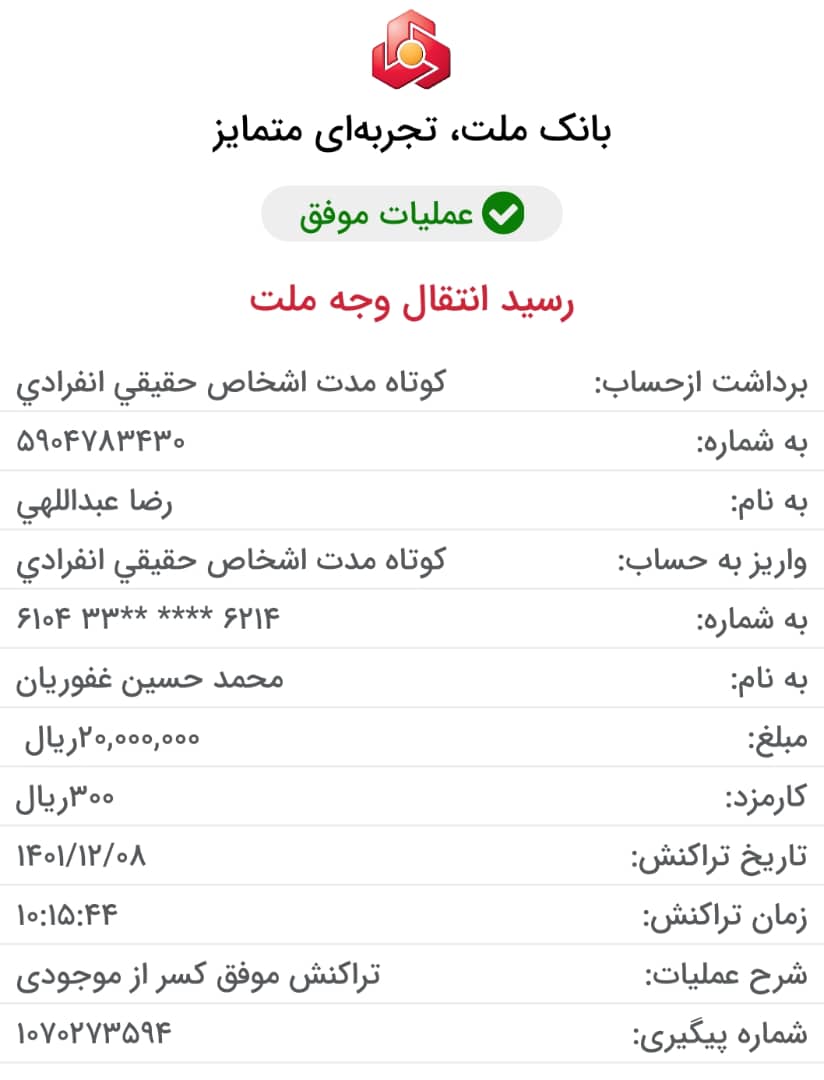 بانک ملت، تجربه‌ای متمایز
عملیات موفق
رسید انتقال وجه ملت
برداشت ازحساب: کوتاه مدت اشخاص حقيقي انفرادي
به شماره: ۵۹۰۴۷۸۳۴۳۰
به نام: رضا عبداللهي
واریز به حساب: کوتاه مدت اشخاص حقيقي انفرادي
به شماره: ۶۱۰۴ ۳۳** **** ۶۲۱۴
به نام: محمد حسین غفوریان
مبلغ: ۲۰,۰۰۰,۰۰۰ریال
کارمزد: ۳۰۰ریال
تاریخ تراکنش: ۱۴۰۱/۱۲/۰۸
زمان تراکنش: ۱۰:۱۵:۴۴
شرح عملیات: تراکنش موفق کسر از موجودی
شماره پیگیری: ۱۰۷۰۲۷۳۵۹۴